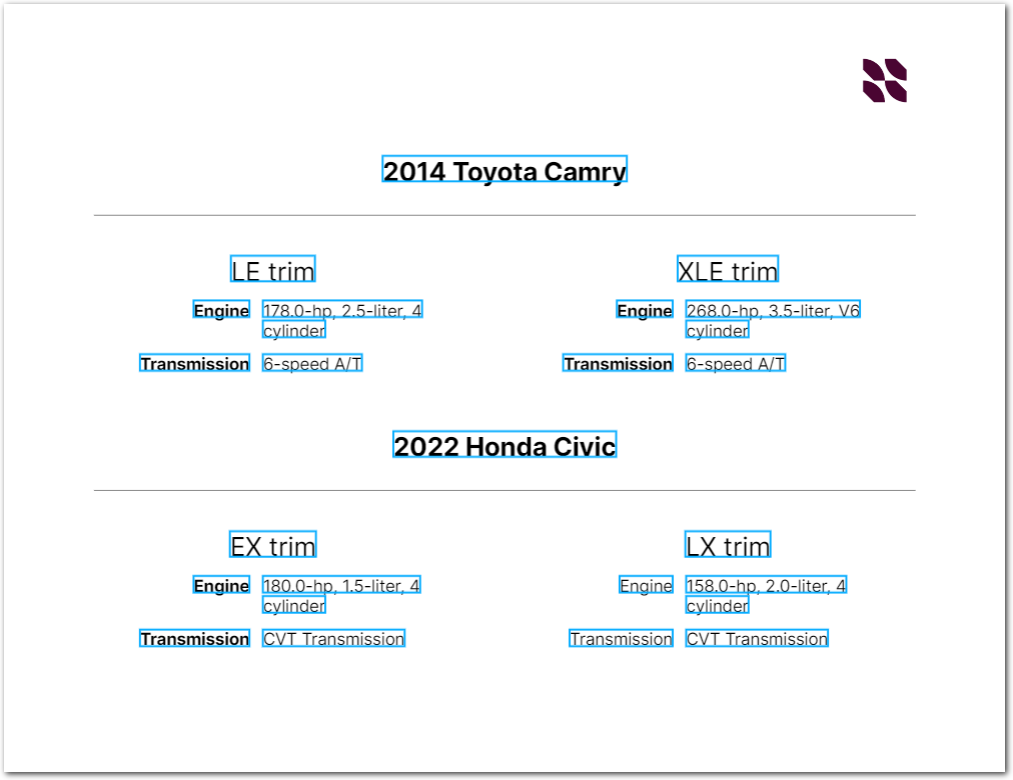 2014 Toyota Camry
LE trim
Engine 178.0-hp, 2.5-liter, 4
cylinder
Transmission 6-speed A/T
XLE trim
Engine 268.0-hp, 3.5-liter, V6
cylinder
Transmission 6-speed A/T
2022 Honda Civic
EX trim
Engine 180.0-hp, 1.5-liter, 4
cylinder
Transmission CVT Transmission
LX trim
Engine 158.0-hp, 2.0-liter, 4
cylinder
Transmission CVT Transmission